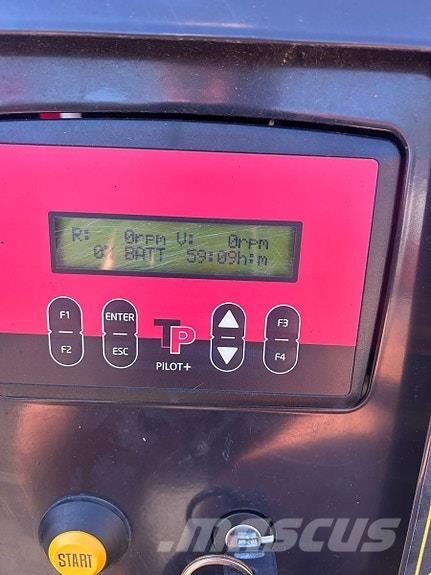 R: 0rpm V: 0rpm
0% BATT 59:09h:m
F1 ENTER F3
F2 ESC F4
TP
PILOT+
START
mascus